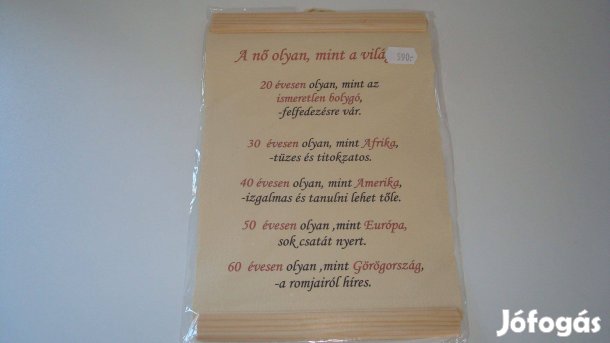 A nő olyan, mint a vilá
590.-
20 évesen olyan, mint az
ismeretlen bolygó,
-felfedezésre vár.
30 évesen olyan, mint Afrika,
-tüzes és titokzatos.
40 évesen olyan, mint Amerika,
-izgalmas és tanulni lehet tőle.
50 évesen olyan ,mint Európa,
sok csatát nyert.
60 évesen olyan ,mint Görögország,
-a romjairól híres.
Jófogás